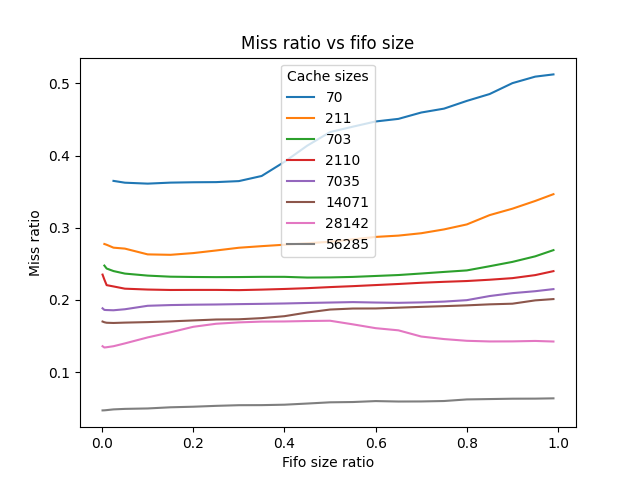 Miss ratio vs fifo size
Cache sizes
70
211
703
2110
7035
14071
28142
56285
0.5
0.4
0.3
0.2
0.1
Miss ratio
0.0 0.2 0.4 0.6 0.8 1.0
Fifo size ratio